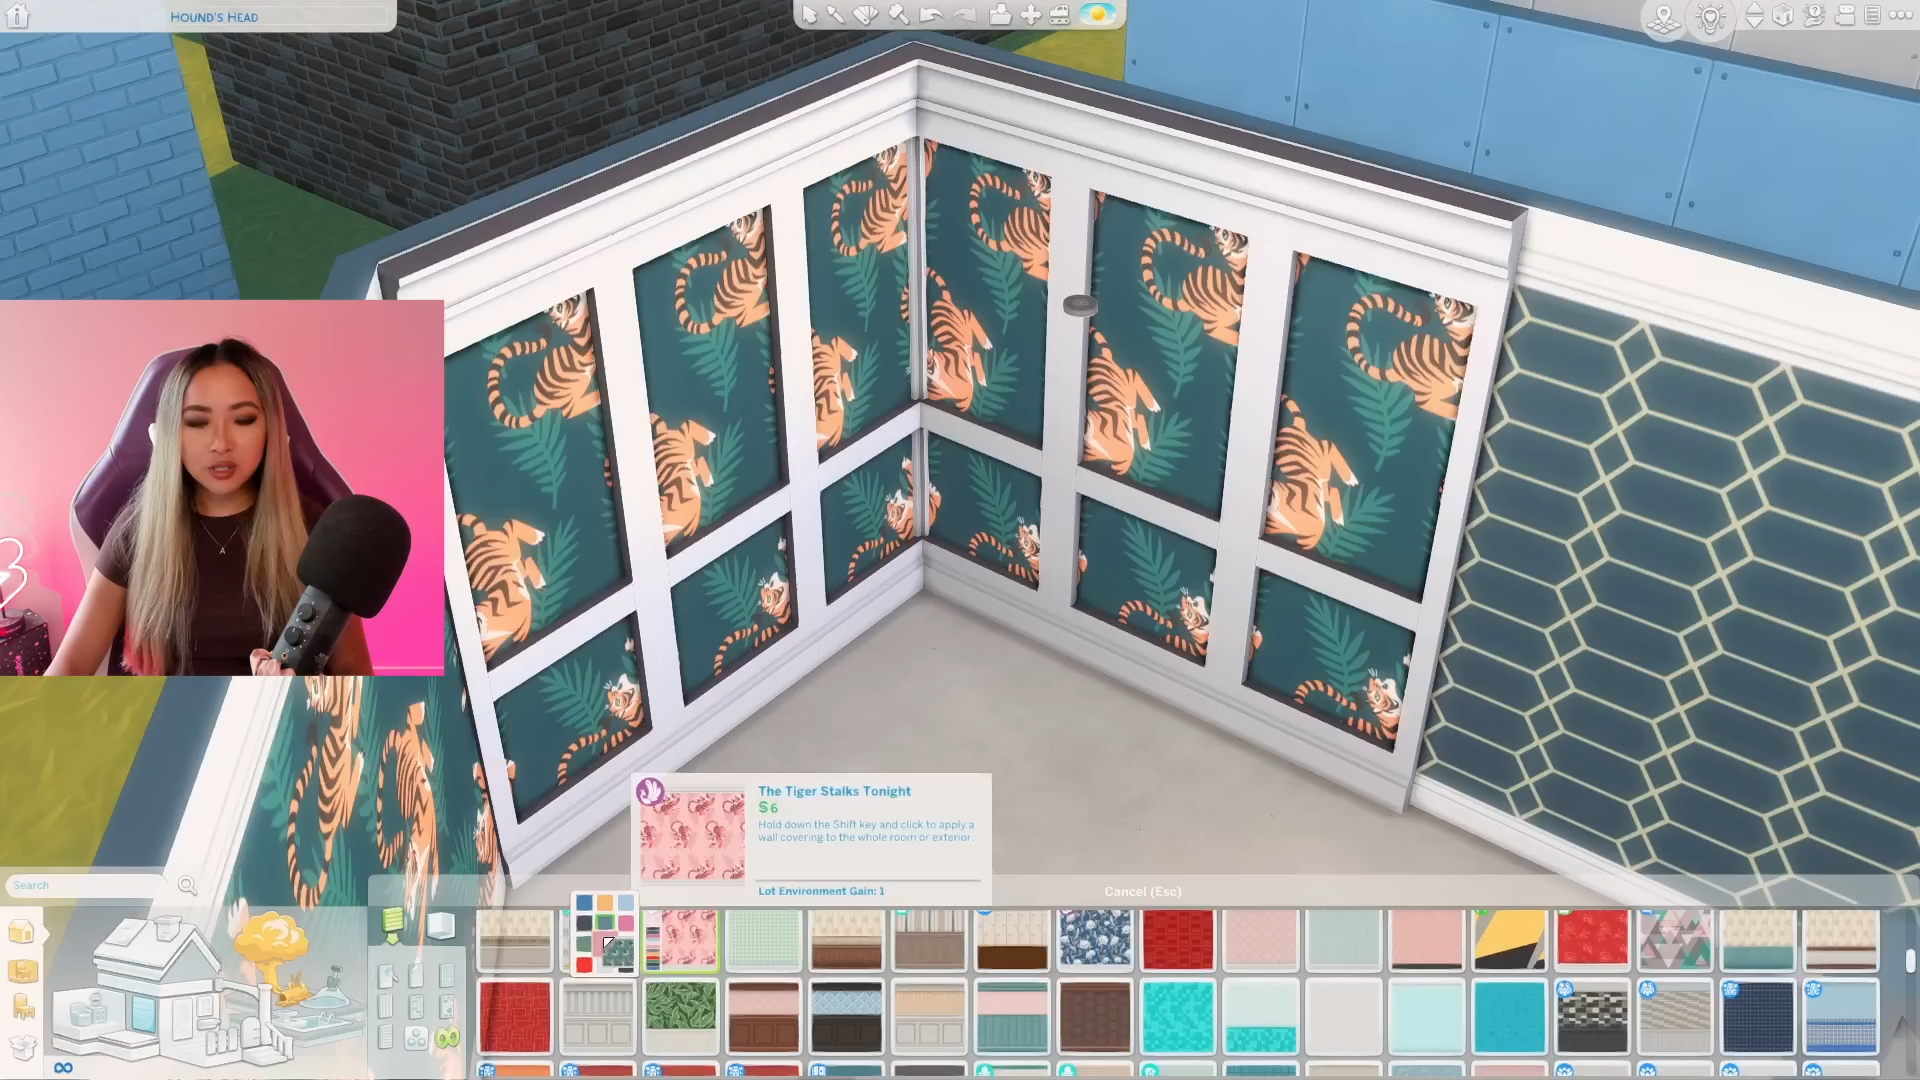 HOUND'S HEAD
The Tiger Stalks Tonight
§6
Hold down the Shift key and click to apply a
wall covering to the whole room or exterior.
Lot Environment Gain: 1
Search
Cancel (Esc)
A